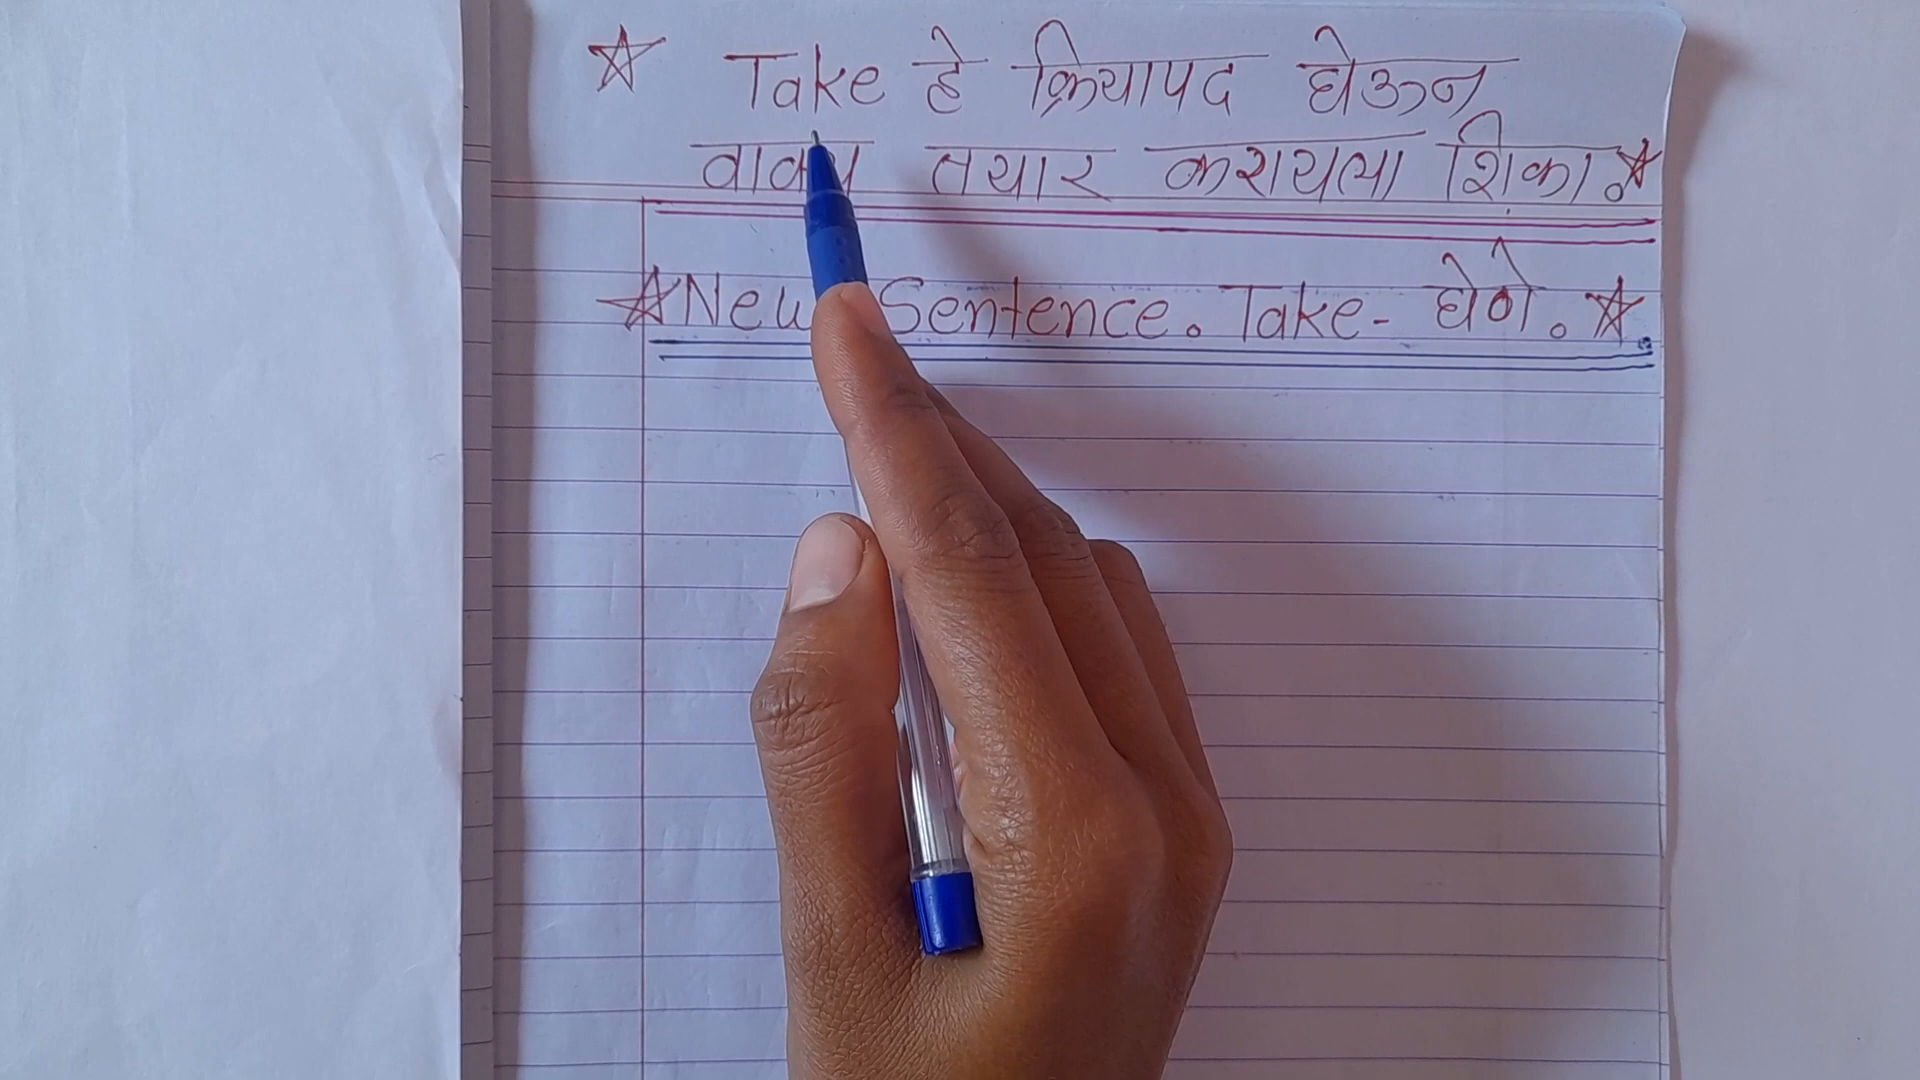 Take हे क्रियापद घेऊन
वाक्य तयार करायला शिका.
New Sentence. Take - घेणे.